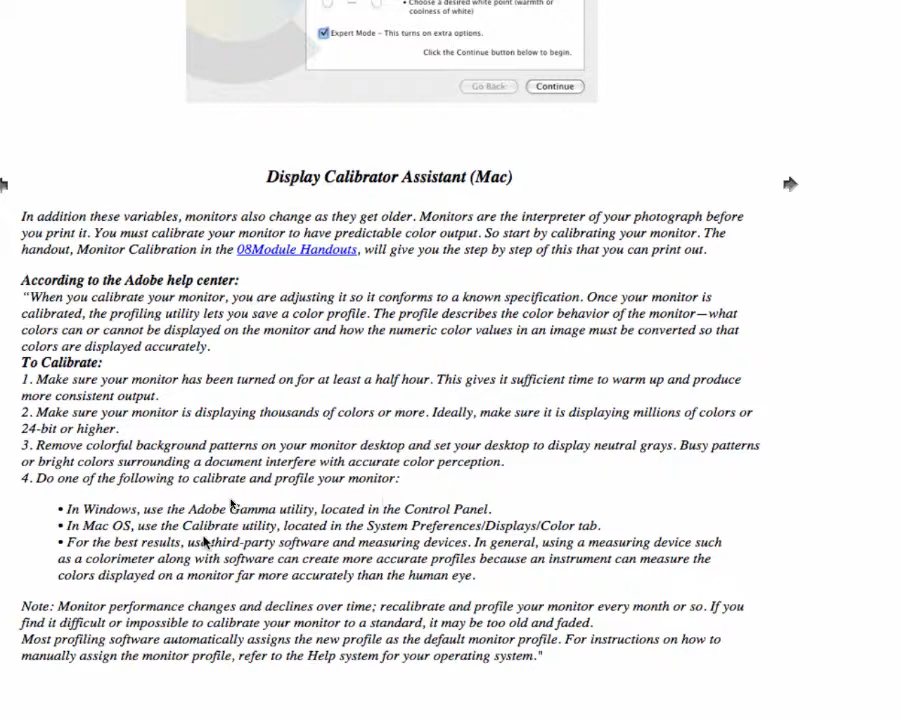 • Choose a desired white point (warmth or
coolness of white)
Expert Mode – This turns on extra options.
Click the Continue button below to begin.
Go Back
Continue
Display Calibrator Assistant (Mac)
In addition these variables, monitors also change as they get older. Monitors are the interpreter of your photograph before
you print it. You must calibrate your monitor to have predictable color output. So start by calibrating your monitor. The
handout, Monitor Calibration in the 08Module Handouts, will give you the step by step of this that you can print out.
According to the Adobe help center:
“When you calibrate your monitor, you are adjusting it so it conforms to a known specification. Once your monitor is
calibrated, the profiling utility lets you save a color profile. The profile describes the color behavior of the monitor—what
colors can or cannot be displayed on the monitor and how the numeric color values in an image must be converted so that
colors are displayed accurately.
To Calibrate:
1. Make sure your monitor has been turned on for at least a half hour. This gives it sufficient time to warm up and produce
more consistent output.
2. Make sure your monitor is displaying thousands of colors or more. Ideally, make sure it is displaying millions of colors or
24-bit or higher.
3. Remove colorful background patterns on your monitor desktop and set your desktop to display neutral grays. Busy patterns
or bright colors surrounding a document interfere with accurate color perception.
4. Do one of the following to calibrate and profile your monitor:
• In Windows, use the Adobe Gamma utility, located in the Control Panel.
• In Mac OS, use the Calibrate utility, located in the System Preferences/Displays/Color tab.
• For the best results, use third-party software and measuring devices. In general, using a measuring device such
as a colorimeter along with software can create more accurate profiles because an instrument can measure the
colors displayed on a monitor far more accurately than the human eye.
Note: Monitor performance changes and declines over time; recalibrate and profile your monitor every month or so. If you
find it difficult or impossible to calibrate your monitor to a standard, it may be too old and faded.
Most profiling software automatically assigns the new profile as the default monitor profile. For instructions on how to
manually assign the monitor profile, refer to the Help system for your operating system."